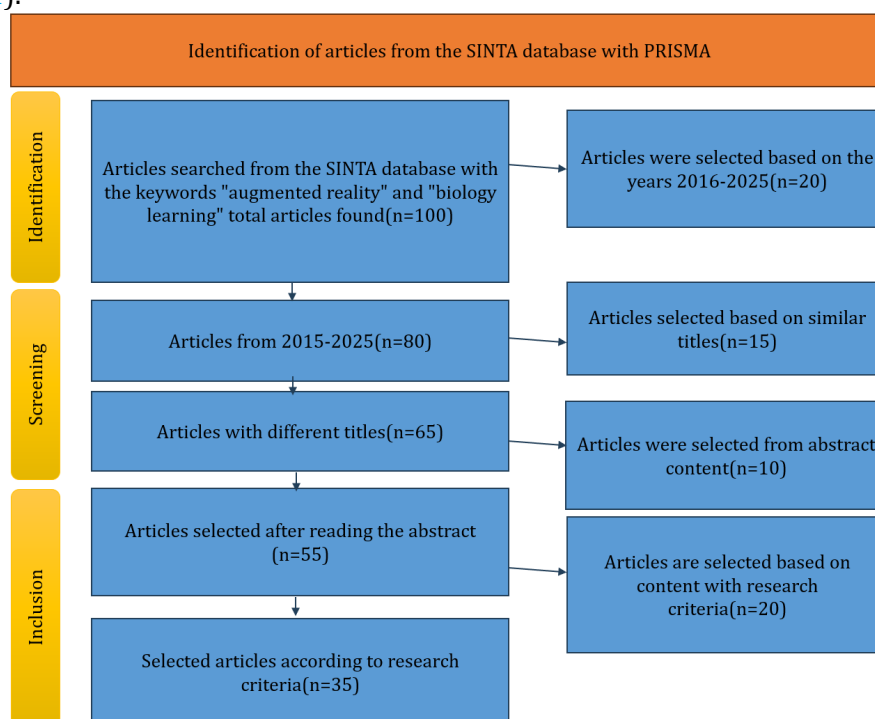 Identification of articles from the SINTA database with PRISMA
Identification
Articles searched from the SINTA database with
the keywords "augmented reality" and "biology
learning" total articles found(n=100)
Articles were selected based on the
years 2016-2025(n=20)
Screening
Articles from 2015-2025(n=80)
Articles selected based on similar
titles(n=15)
Articles with different titles(n=65)
Articles were selected from abstract
content(n=10)
Inclusion
Articles selected after reading the abstract
(n=55)
Articles are selected based on
content with research
criteria(n=20)
Selected articles according to research
criteria(n=35)